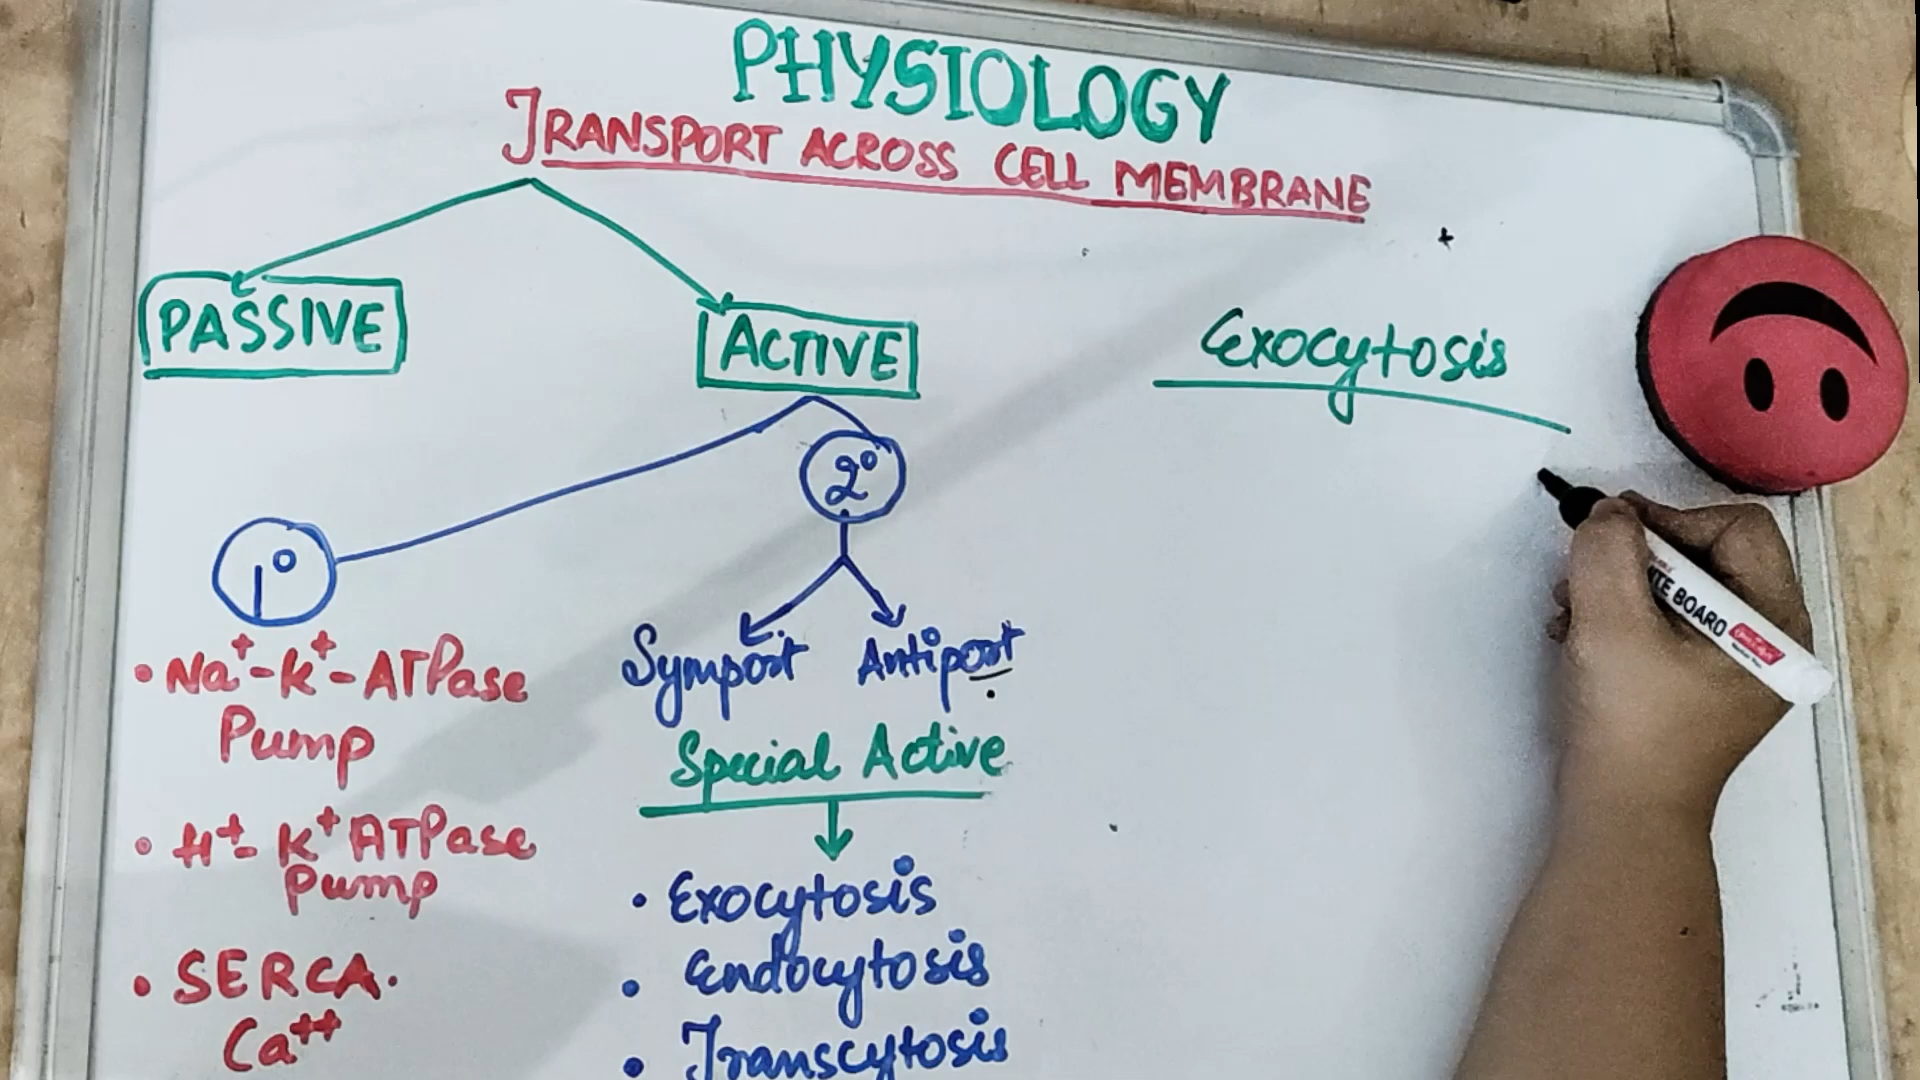 PHYSIOLOGY
TRANSPORT ACROSS CELL MEMBRANE
PASSIVE
ACTIVE
Exocytosis
2°
1°
Symport Antiport
• Na+-K+-ATPase
Pump
Special Active
• H+- K+ ATPase
Pump
• Exocytosis
• SERCA.
Ca++
• Endocytosis
• Transcytosis
BOARD